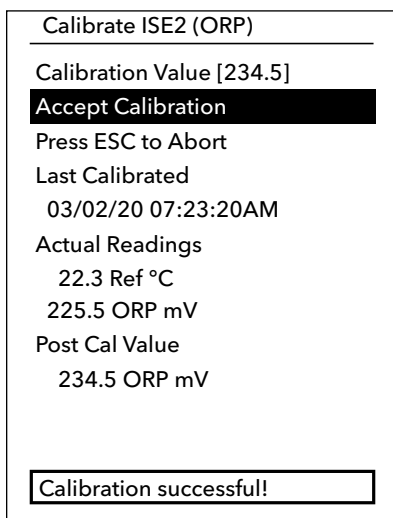 Calibrate ISE2 (ORP)
Calibration Value [234.5]
Accept Calibration
Press ESC to Abort
Last Calibrated
03/02/20 07:23:20AM
Actual Readings
22.3 Ref °C
225.5 ORP mV
Post Cal Value
234.5 ORP mV
Calibration successful!